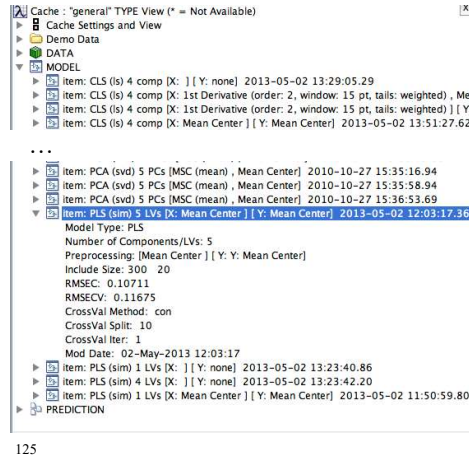 Cache : "general" TYPE View (* = Not Available)
Cache Settings and View
Demo Data
DATA
MODEL
item: CLS (ls) 4 comp [X: ] [ Y: none] 2013-05-02 13:29:05.29
item: CLS (ls) 4 comp [X: 1st Derivative (order: 2, window: 15 pt, tails: weighted) , Me
item: CLS (ls) 4 comp [X: 1st Derivative (order: 2, window: 15 pt, tails: weighted) ] [ Y
item: CLS (ls) 4 comp [X: Mean Center ] [ Y: Mean Center] 2013-05-02 13:51:27.62
...
item: PCA (svd) 5 PCs [MSC (mean) , Mean Center] 2010-10-27 15:35:16.94
item: PCA (svd) 5 PCs [MSC (mean) , Mean Center] 2010-10-27 15:35:58.94
item: PCA (svd) 5 PCs [MSC (mean) , Mean Center] 2010-10-27 15:36:53.69
item: PLS (sim) 5 LVs [X: Mean Center ] [ Y: Mean Center] 2013-05-02 12:03:17.36
Model Type: PLS
Number of Components/LVs: 5
Preprocessing: [Mean Center ] [ Y: Y: Mean Center]
Include Size: 300 20
RMSEC: 0.10711
RMSECV: 0.11675
CrossVal Method: con
CrossVal Split: 10
CrossVal Iter: 1
Mod Date: 02-May-2013 12:03:17
item: PLS (sim) 1 LVs [X: ] [ Y: none] 2013-05-02 13:23:40.86
item: PLS (sim) 4 LVs [X: ] [ Y: none] 2013-05-02 13:23:42.20
item: PLS (sim) 1 LVs [X: Mean Center ] [ Y: Mean Center] 2013-05-02 11:50:59.80
PREDICTION
125